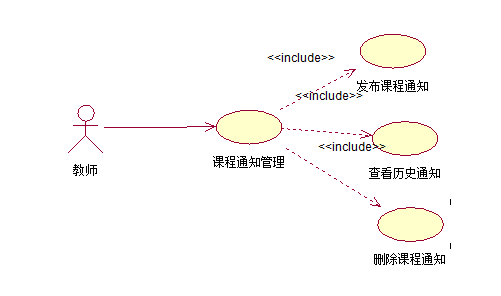 <<include>>
发布课程通知
<<include>>
教师
课程通知管理
<<include>>
查看历史通知
删除课程通知